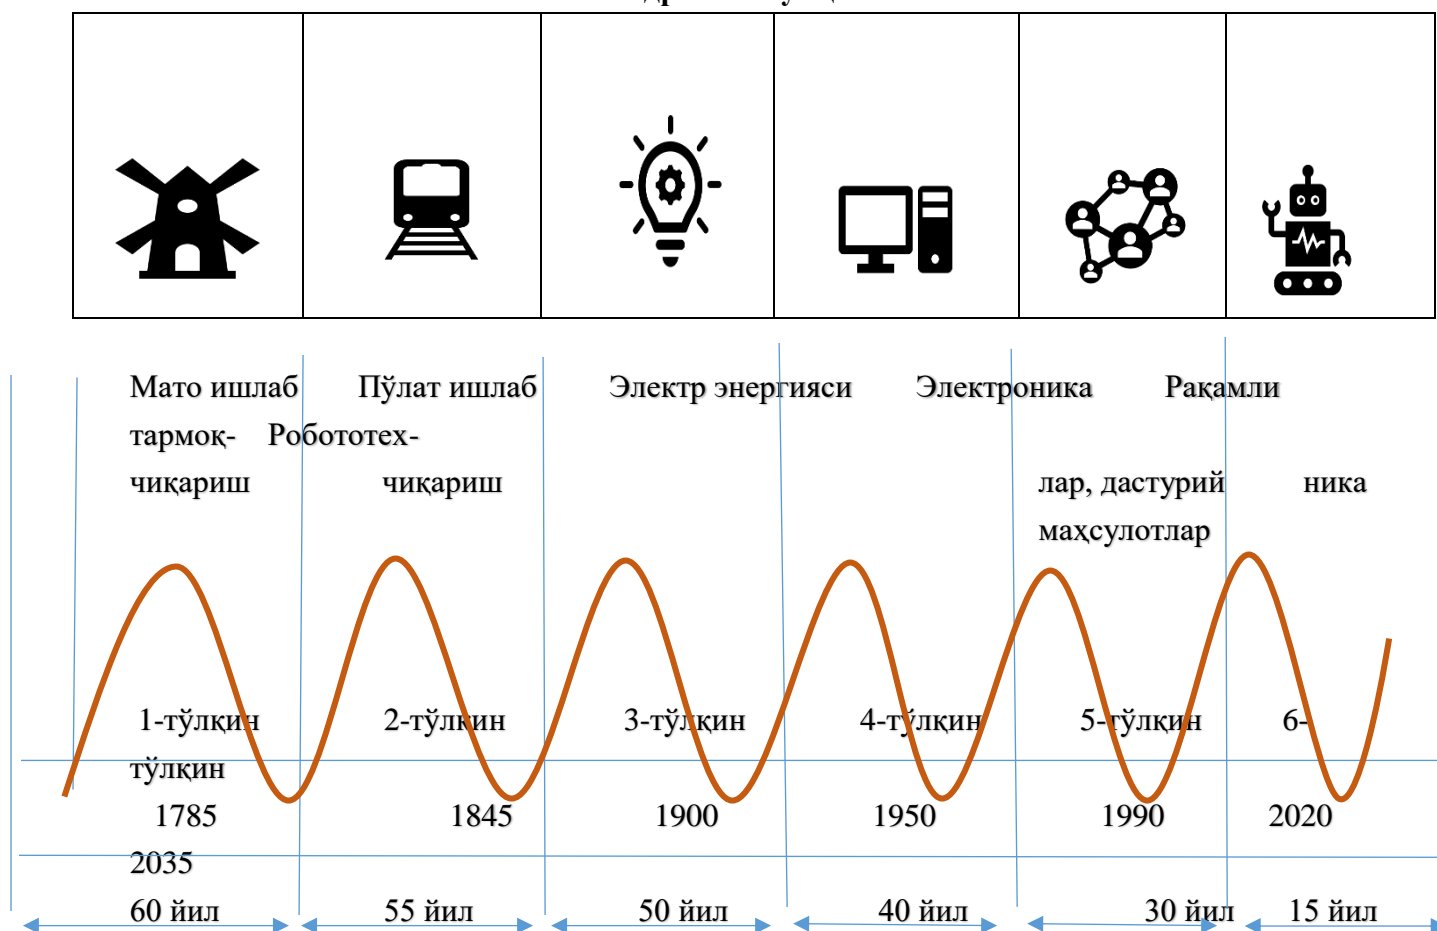 Мато ишлаб Пўлат ишлаб Электр энергияси Электроника Рақамли
тармоқ- Робототех-
чиқариш чиқариш лар, дастурий ника
маҳсулотлар
1-тўлқин 2-тўлқин 3-тўлқин 4-тўлқин 5-тўлқин 6-
тўлқин
1785 1845 1900 1950 1990 2020
2035
60 йил 55 йил 50 йил 40 йил 30 йил 15 йил